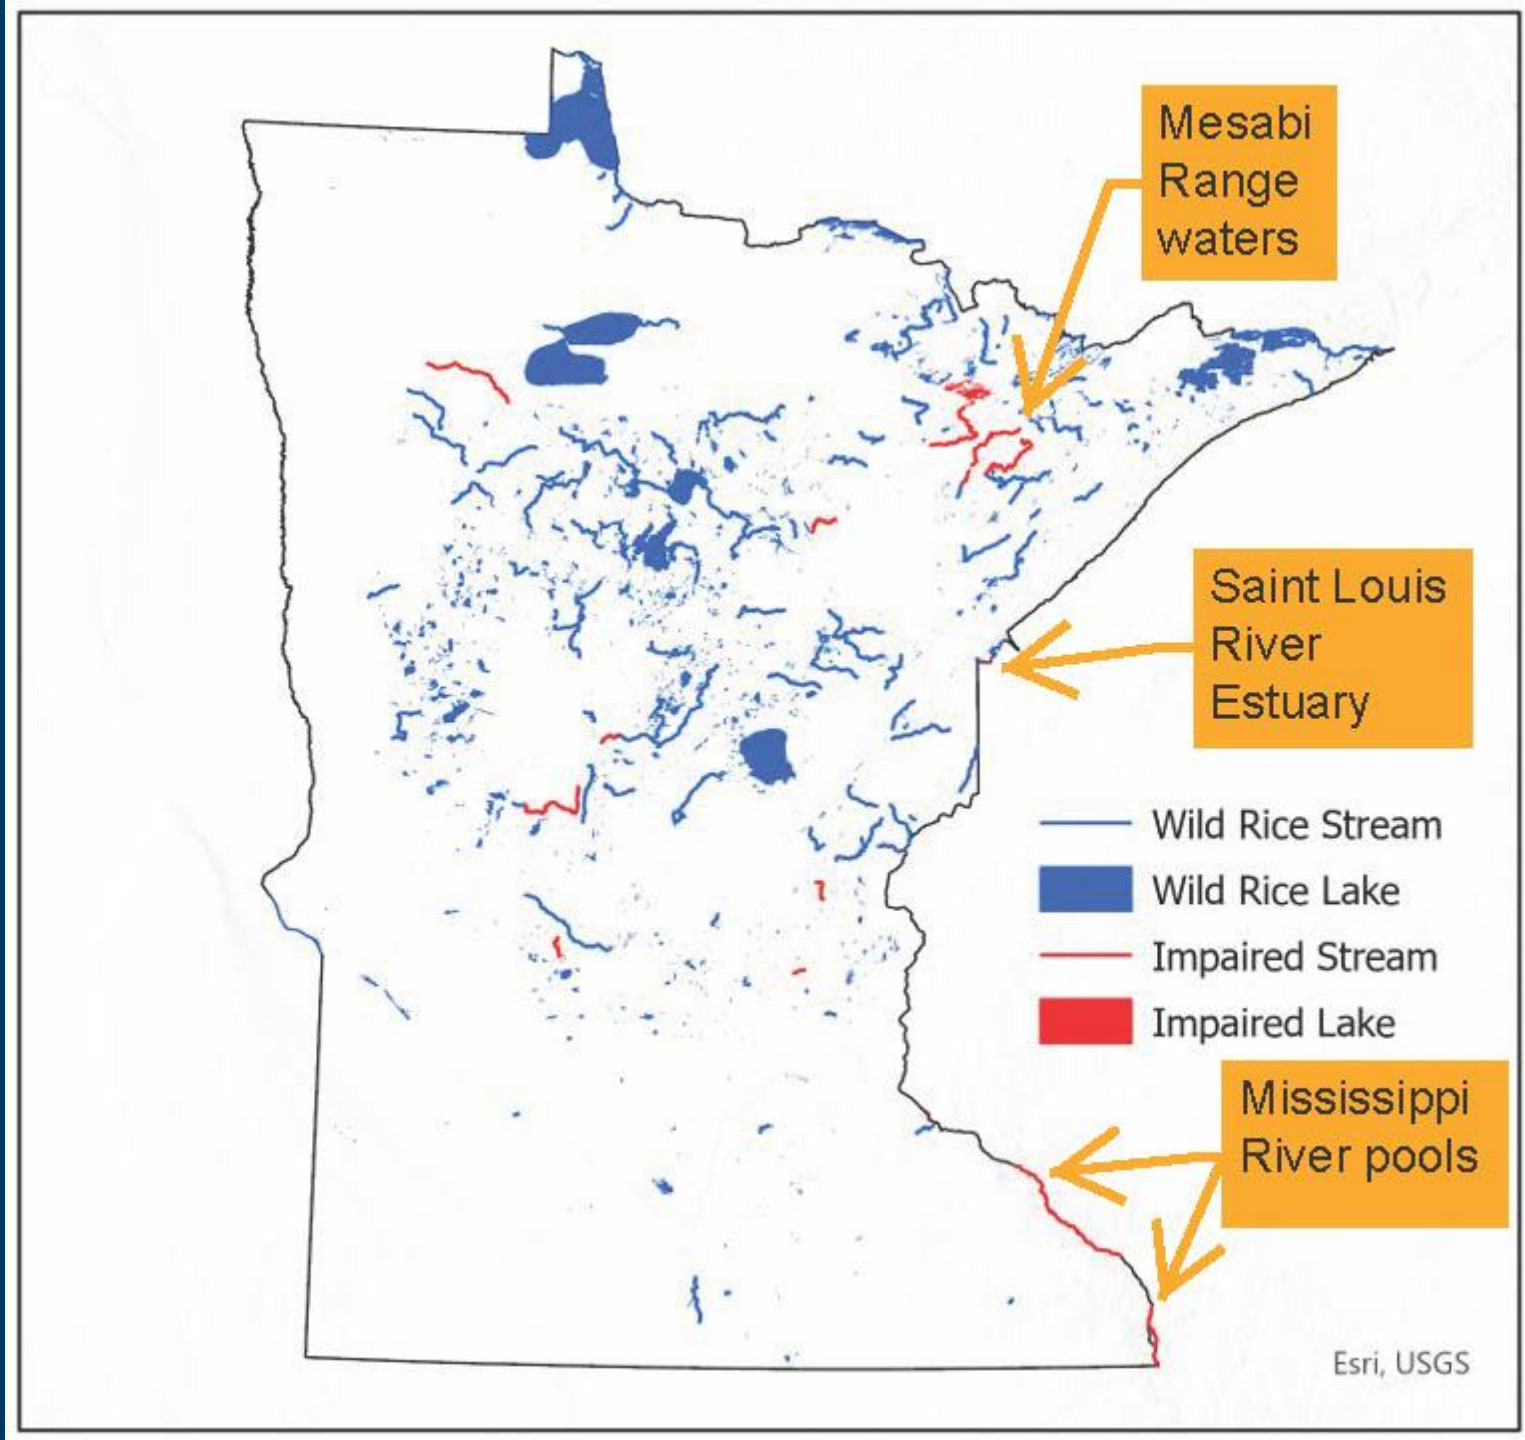 Mesabi
Range
waters
Saint Louis
River
Estuary
Wild Rice Stream
Wild Rice Lake
Impaired Stream
Impaired Lake
Mississippi
River pools
Esri, USGS